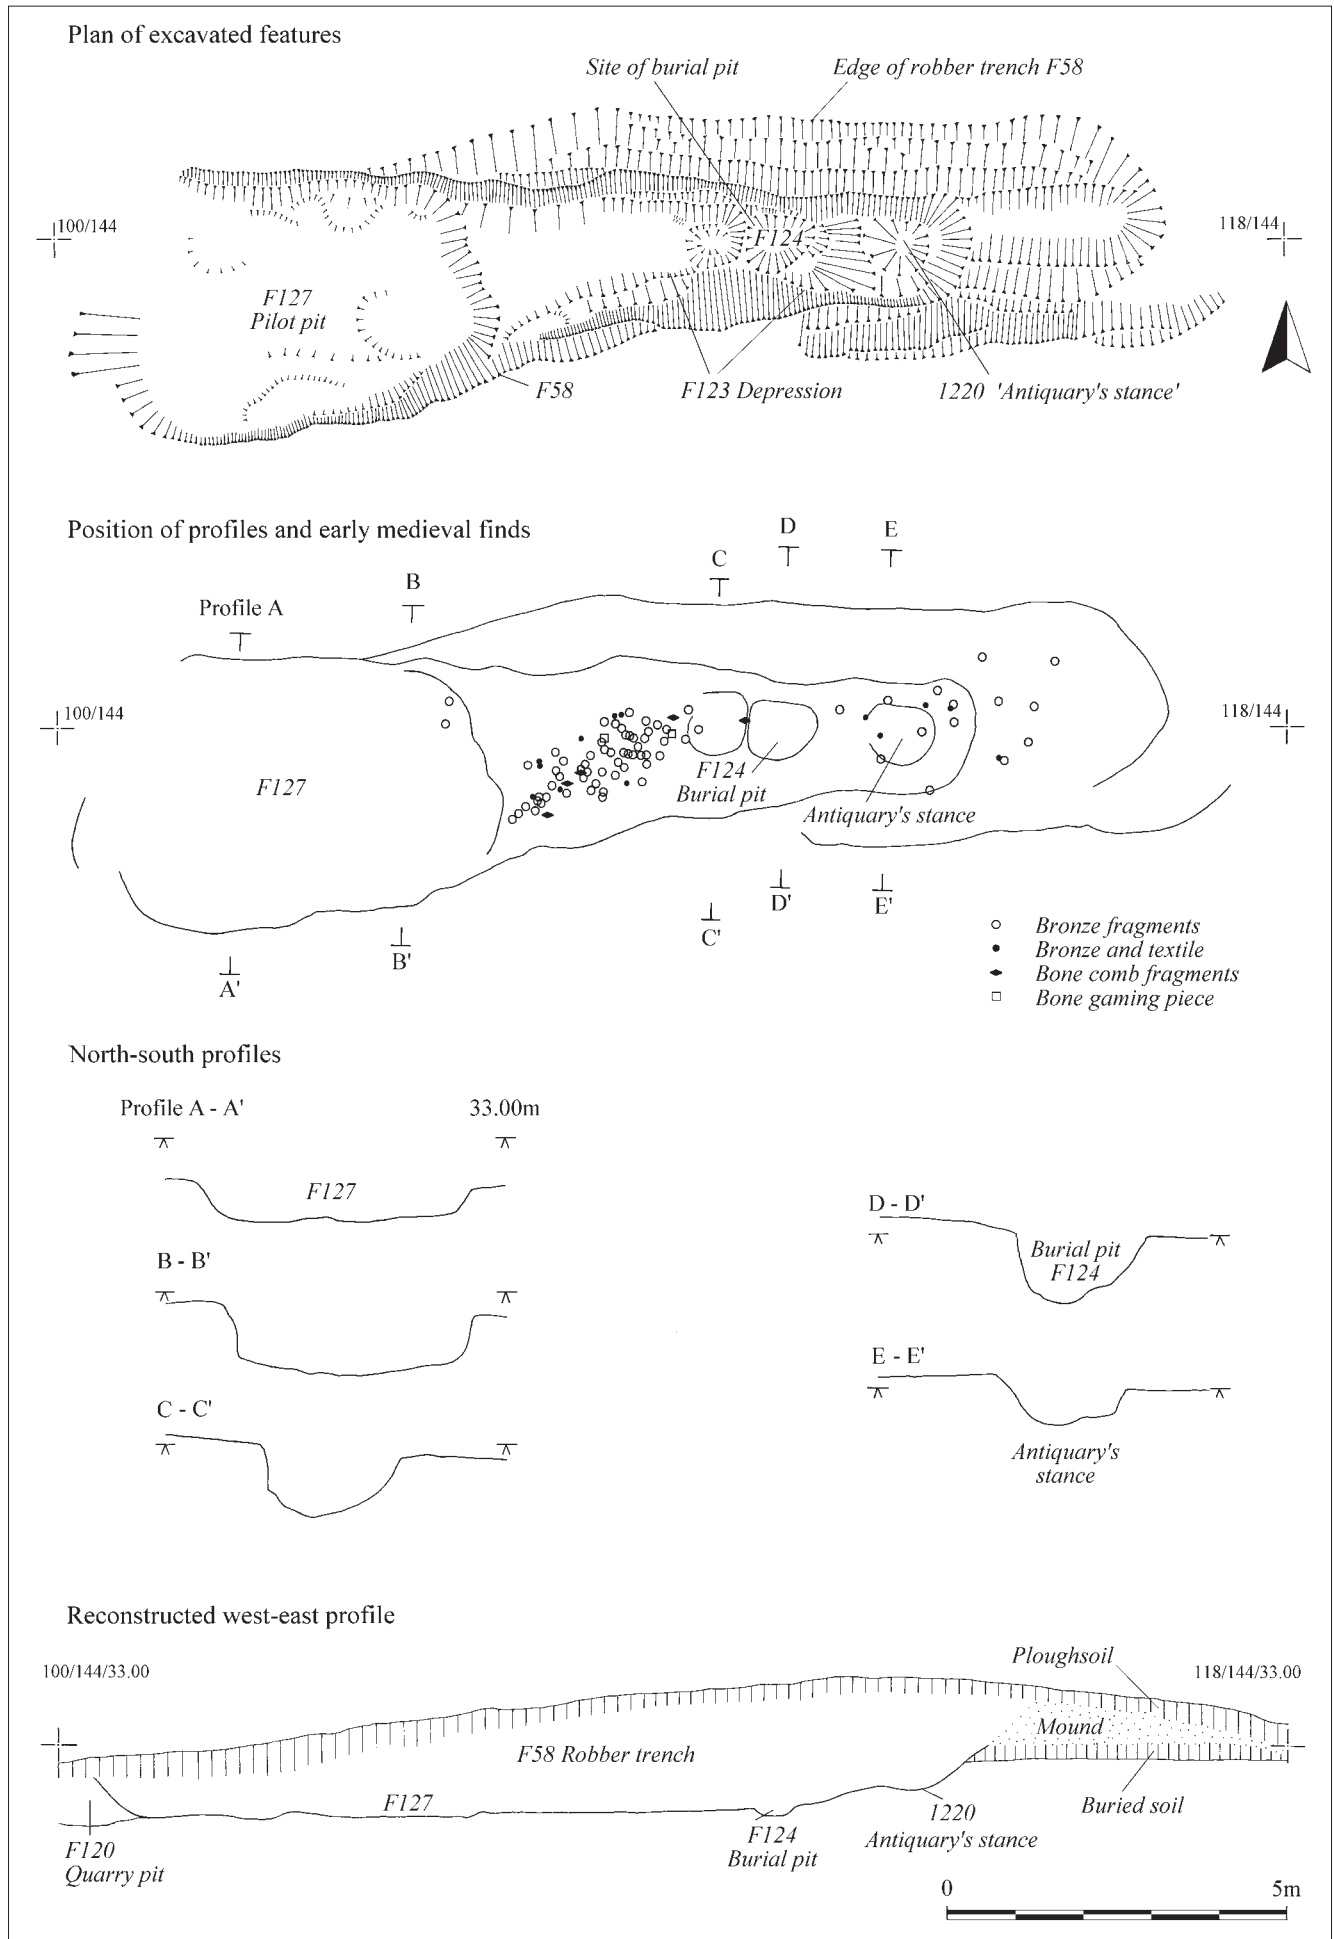 Plan of excavated features
Site of burial pit
Edge of robber trench F58
100/144
118/144
F124
F127
Pilot pit
F58
F123 Depression
1220 'Antiquary's stance'
Position of profiles and early medieval finds
D
E
C
B
Profile A
100/144
118/144
F127
F124
Burial pit
Antiquary's stance
D'
E'
C'
B'
A'
Bronze fragments
Bronze and textile
Bone comb fragments
Bone gaming piece
North-south profiles
Profile A - A'
33.00m
F127
B - B'
C - C'
D - D'
Burial pit
F124
E - E'
Antiquary's
stance
Reconstructed west-east profile
100/144/33.00
Ploughsoil
118/144/33.00
Mound
F58 Robber trench
F127
Buried soil
F120
Quarry pit
F124
Burial pit
1220
Antiquary's stance
0
5m